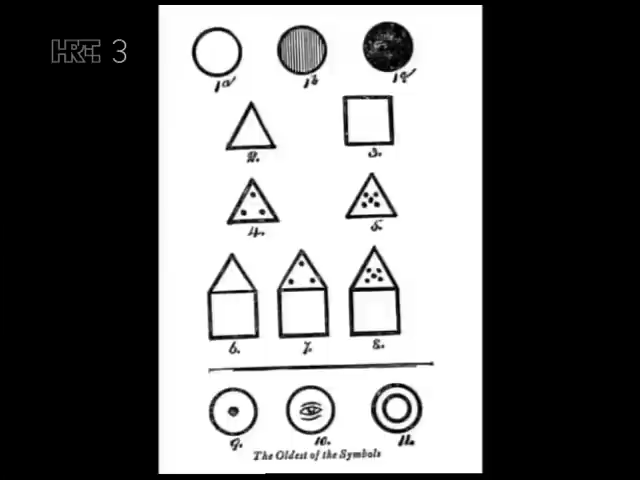 HRT 3
1a 1b 1c
2. 3.
4. 5.
6. 7. 8.
9. 10. 11.
The Oldest of the Symbols